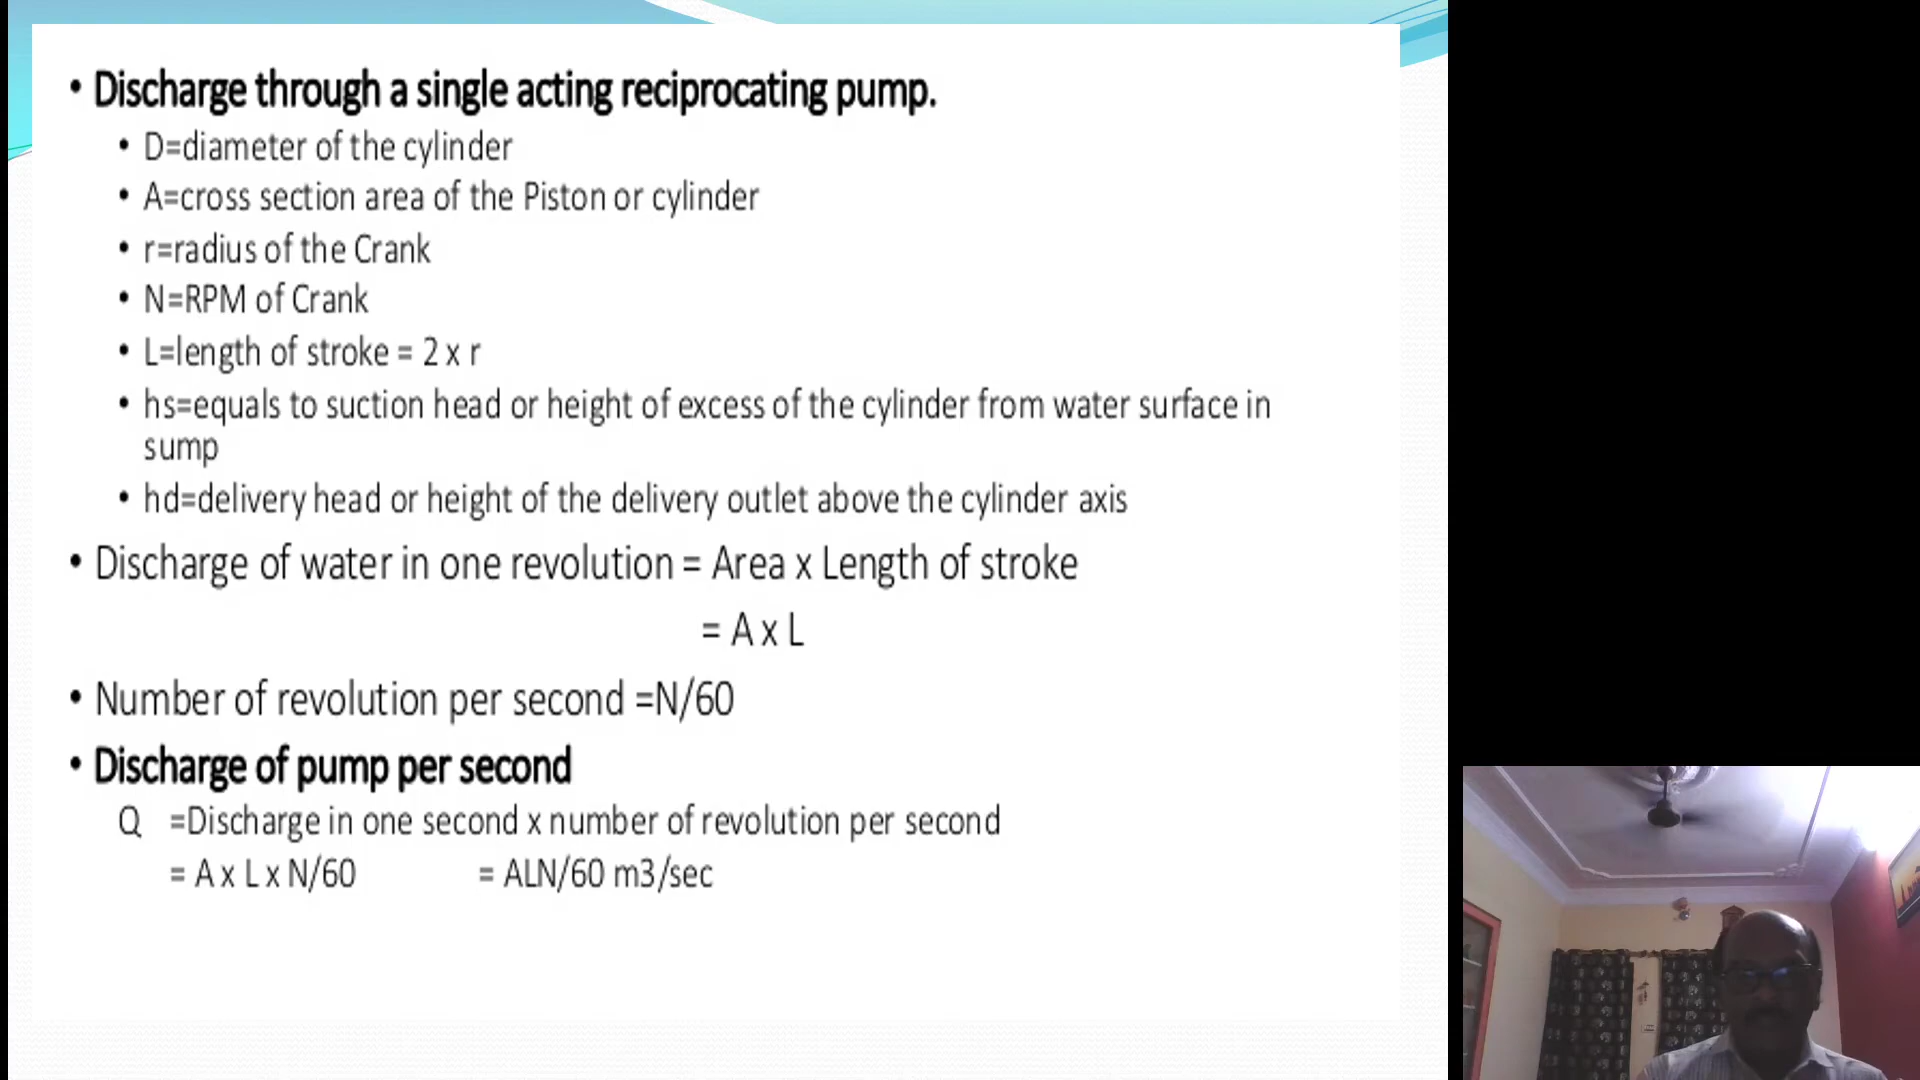 • Discharge through a single acting reciprocating pump.
• D=diameter of the cylinder
• A=cross section area of the Piston or cylinder
• r=radius of the Crank
• N=RPM of Crank
• L=length of stroke = 2 x r
• hs=equals to suction head or height of excess of the cylinder from water surface in
sump
• hd=delivery head or height of the delivery outlet above the cylinder axis
• Discharge of water in one revolution = Area x Length of stroke
= A x L
• Number of revolution per second =N/60
• Discharge of pump per second
Q =Discharge in one second x number of revolution per second
= A x L x N/60 = ALN/60 m3/sec